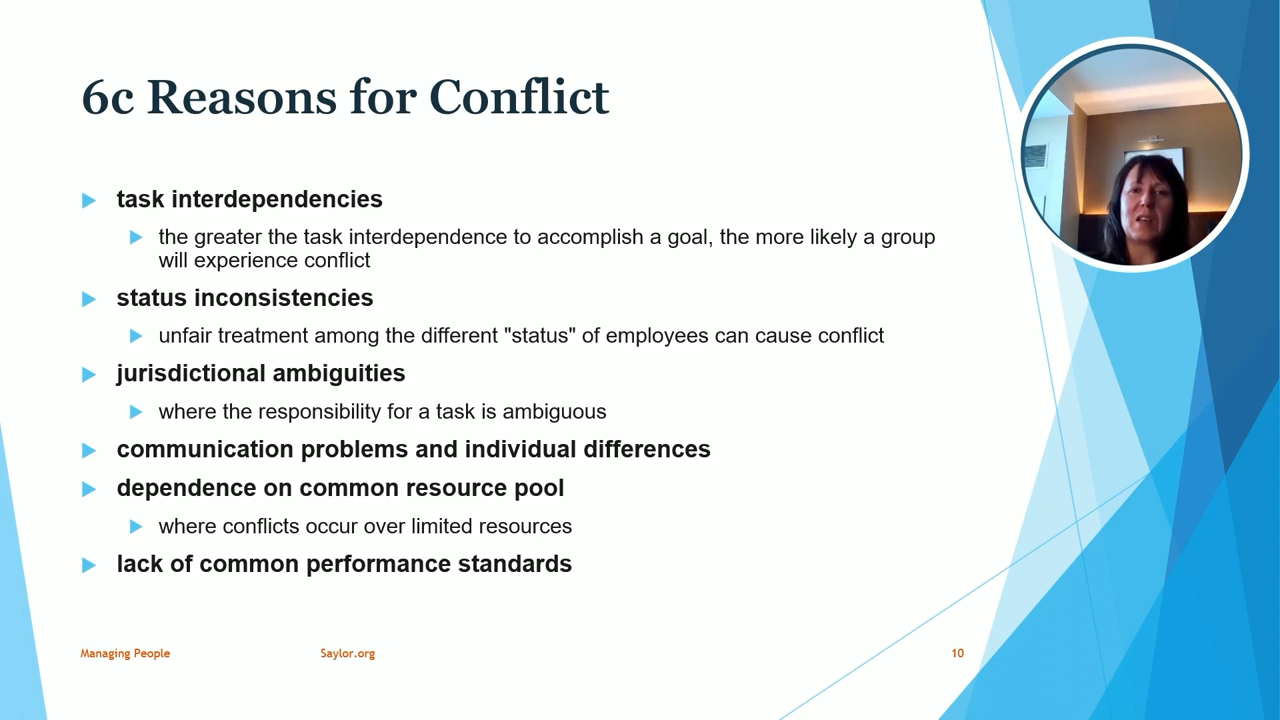 6c Reasons for Conflict
task interdependencies
the greater the task interdependence to accomplish a goal, the more likely a group
will experience conflict
status inconsistencies
unfair treatment among the different "status" of employees can cause conflict
jurisdictional ambiguities
where the responsibility for a task is ambiguous
communication problems and individual differences
dependence on common resource pool
where conflicts occur over limited resources
lack of common performance standards
Managing People
Saylor.org
10